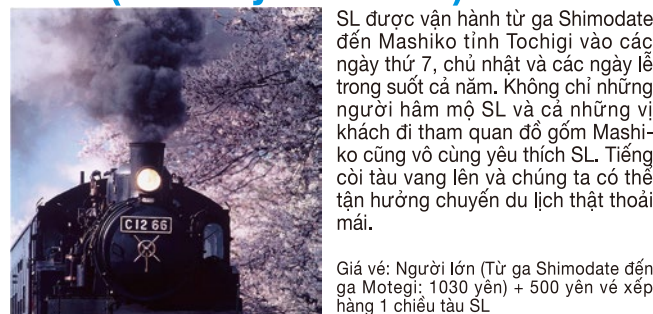 SL được vận hành từ ga Shimodate
đến Mashiko tỉnh Tochigi vào các
ngày thứ 7, chủ nhật và các ngày lễ
trong suốt cả năm. Không chỉ những
người hâm mộ SL và cả những vị
khách đi tham quan đồ gốm Mashi-
ko cũng vô cùng yêu thích SL. Tiếng
còi tàu vang lên và chúng ta có thể
tận hưởng chuyến du lịch thật thoải
mái.
C12 66
Giá vé: Người lớn (Từ ga Shimodate đến
ga Motegi: 1030 yên) + 500 yên vé xếp
hàng 1 chiều tàu SL